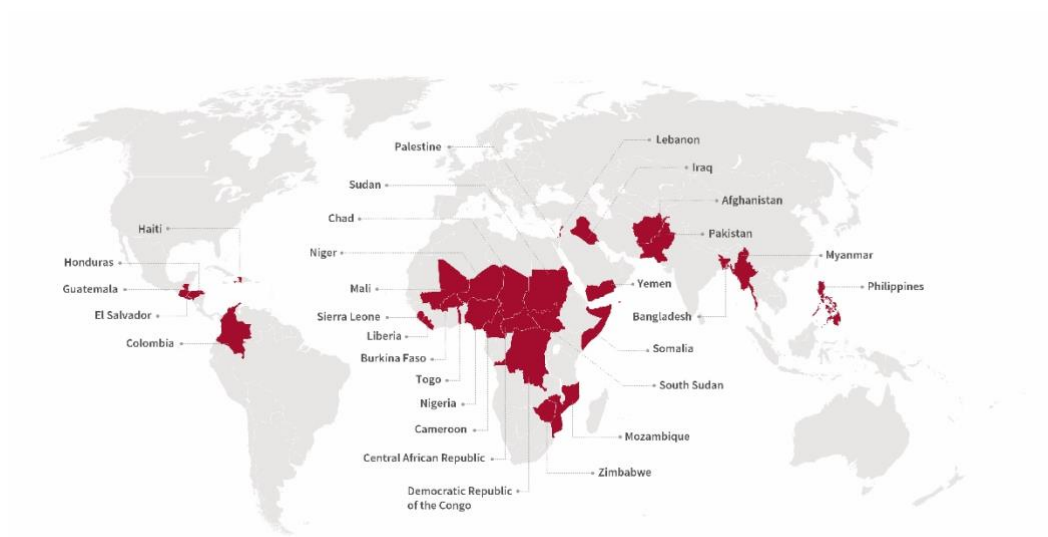 Palestine
Lebanon
Iraq
Sudan
Afghanistan
Chad
Pakistan
Haiti
Niger
Myanmar
Honduras
Mali
Yemen
Philippines
Guatemala
Sierra Leone
Bangladesh
El Salvador
Liberia
Somalia
Colombia
Burkina Faso
Togo
South Sudan
Nigeria
Cameroon
Mozambique
Central African Republic
Zimbabwe
Democratic Republic
of the Congo